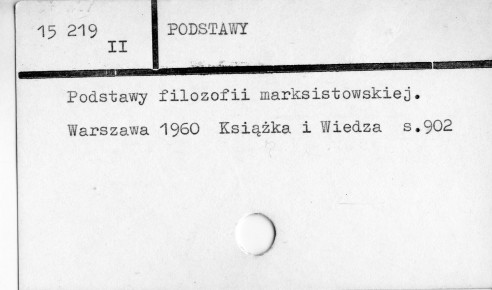 15 219
II
PODSTAWY
Podstawy filozofii marksistowskiej.
Warszawa 1960 Książka i Wiedza s.902